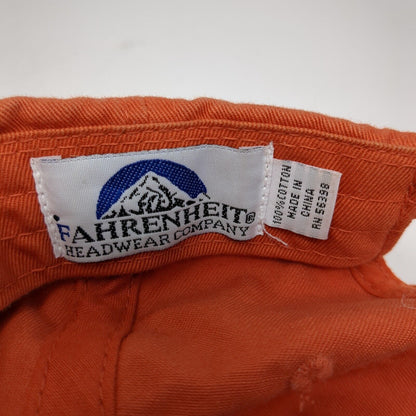 FAHRENHEIT®
HEADWEAR COMPANY
100% COTTON
MADE IN
CHINA
RN 56398